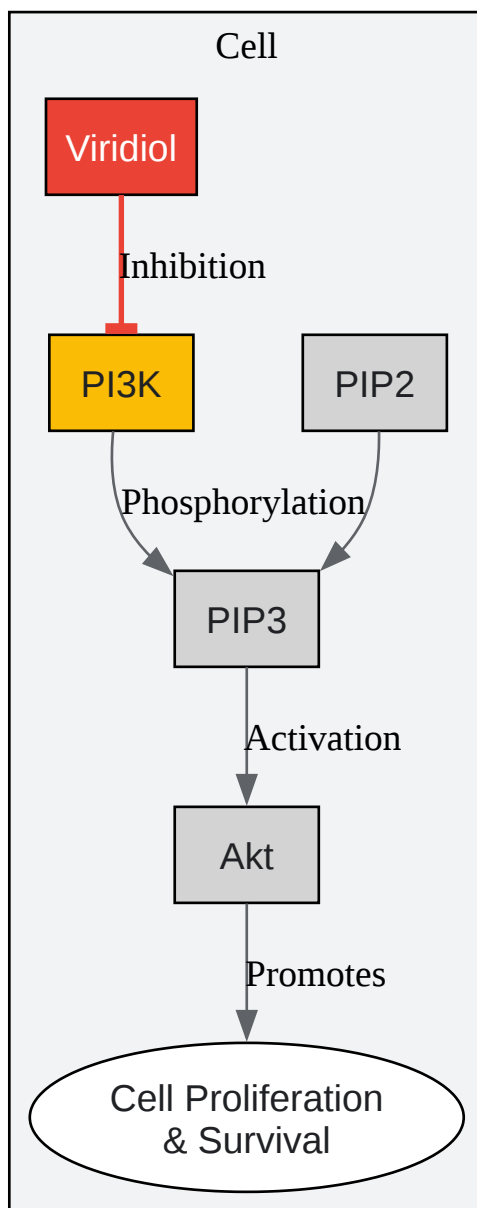 Cell
Viridiol
Inhibition
PI3K
PIP2
Phosphorylation
PIP3
Activation
Akt
Promotes
Cell Proliferation
& Survival